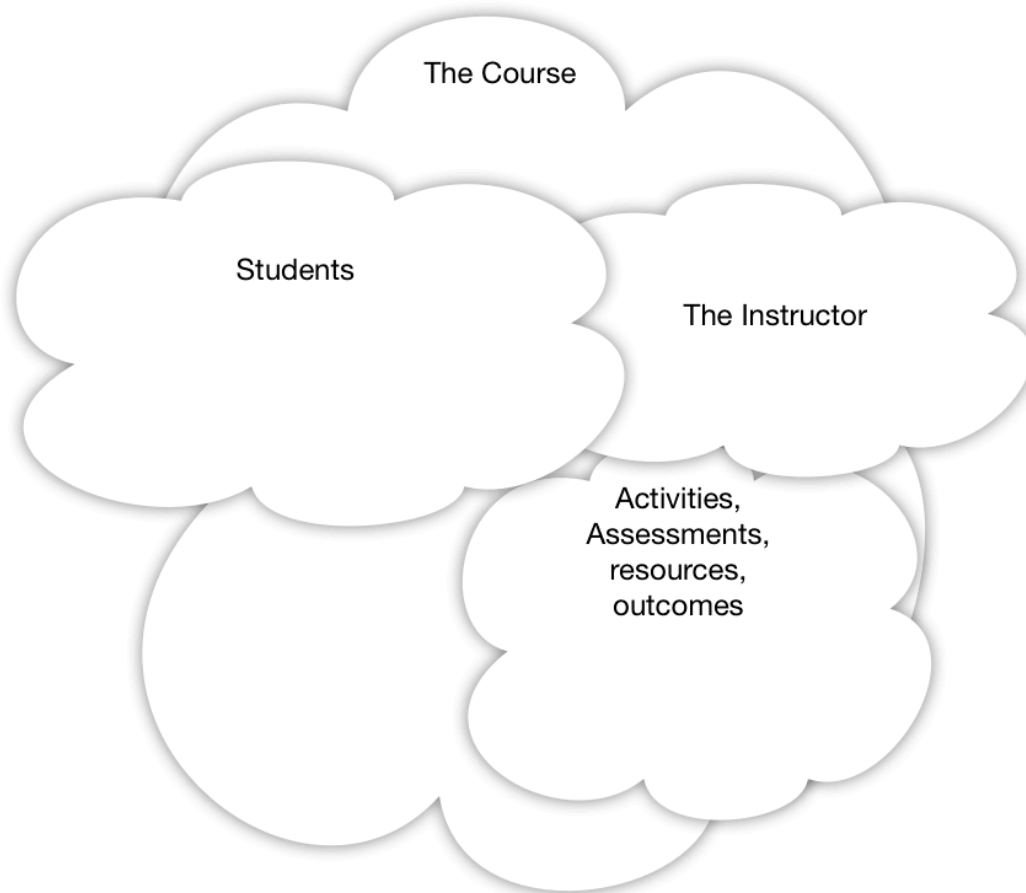 The Course
Students
The Instructor
Activities,
Assessments,
resources,
outcomes